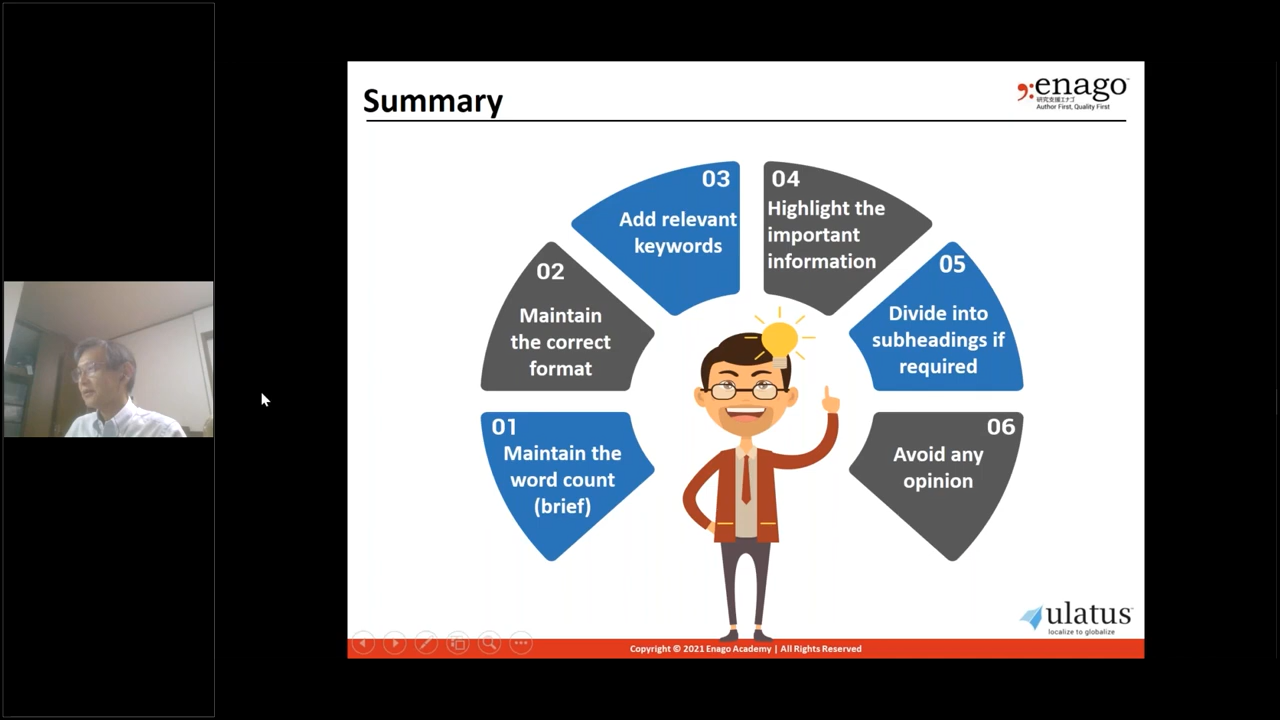 Summary
enago
研究支援エナゴ
Author First, Quality First
01
Maintain the
word count
(brief)
02
Maintain
the correct
format
03
Add relevant
keywords
04
Highlight the
important
information
05
Divide into
subheadings if
required
06
Avoid any
opinion
ulatus
localize to globalize
Copyright © 2021 Enago Academy | All Rights Reserved